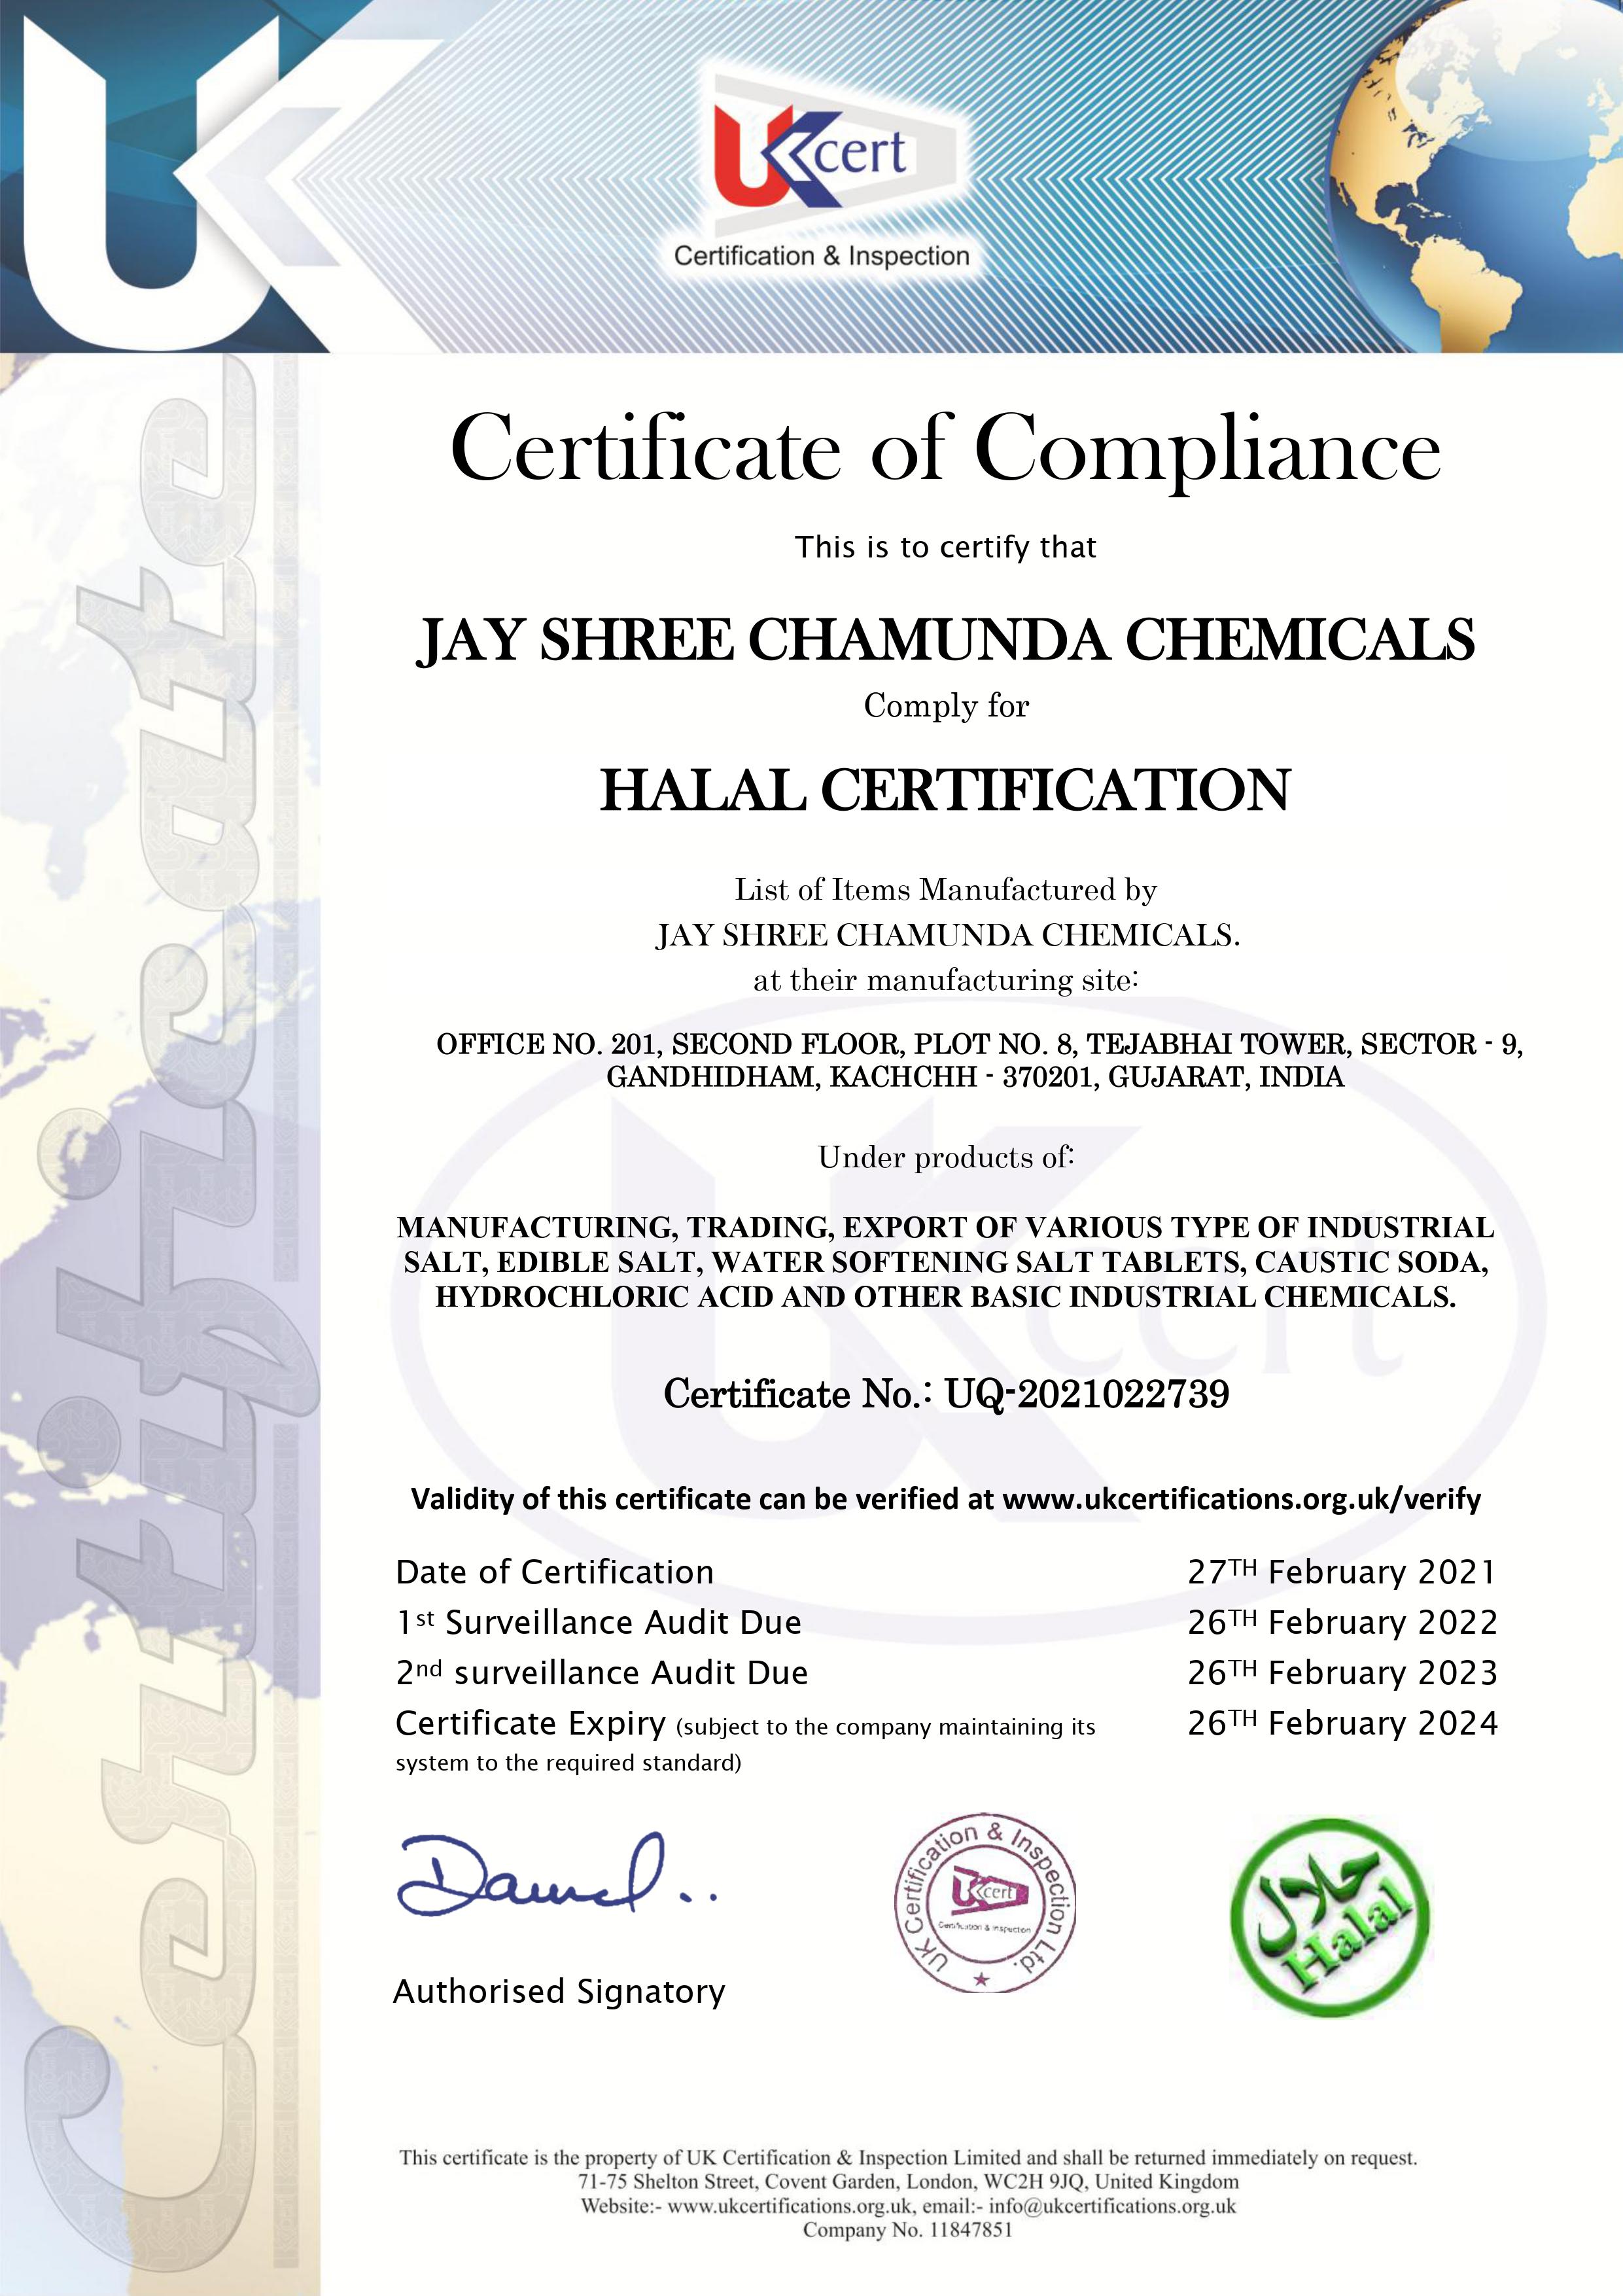 UK
UKcert
Certification & Inspection
Certificate
Certificate of Compliance
This is to certify that
JAY SHREE CHAMUNDA CHEMICALS
Comply for
HALAL CERTIFICATION
List of Items Manufactured by
JAY SHREE CHAMUNDA CHEMICALS.
at their manufacturing site:
OFFICE NO. 201, SECOND FLOOR, PLOT NO. 8, TEJABHAI TOWER, SECTOR - 9,
GANDHIDHAM, KACHCHH - 370201, GUJARAT, INDIA
Under products of:
MANUFACTURING, TRADING, EXPORT OF VARIOUS TYPE OF INDUSTRIAL
SALT, EDIBLE SALT, WATER SOFTENING SALT TABLETS, CAUSTIC SODA,
HYDROCHLORIC ACID AND OTHER BASIC INDUSTRIAL CHEMICALS.
UKcert
Certificate No.: UQ-2021022739
Validity of this certificate can be verified at www.ukcertifications.org.uk/verify
Date of Certification 27TH February 2021
1st Surveillance Audit Due 26TH February 2022
2nd surveillance Audit Due 26TH February 2023
Certificate Expiry (subject to the company maintaining its 26TH February 2024
system to the required standard)
UK Certification & Inspection Ltd.
UKcert
Certification & Inspection
حلال
Halal
Authorised Signatory
This certificate is the property of UK Certification & Inspection Limited and shall be returned immediately on request.
71-75 Shelton Street, Covent Garden, London, WC2H 9JQ, United Kingdom
Website:- www.ukcertifications.org.uk, email:- info@ukcertifications.org.uk
Company No. 11847851